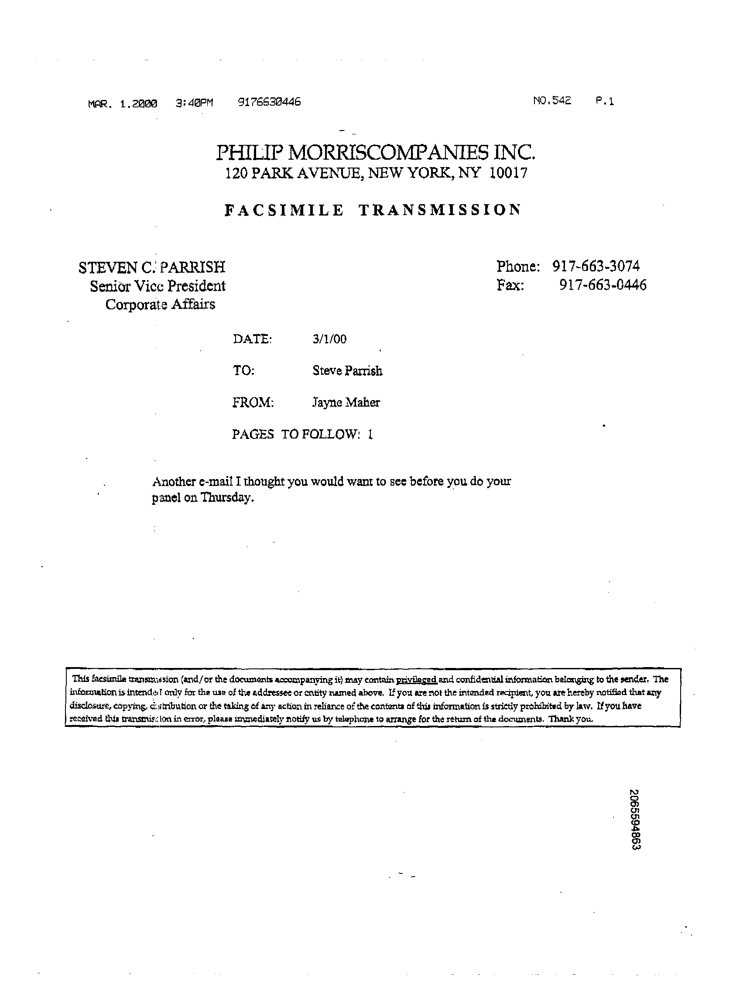 MAR. 1.2000 3:40PM 9176630446 NO.542 P.1
PHILIP MORRISCOMPANIES INC.
120 PARK AVENUE, NEW YORK, NY 10017
FACSIMILE TRANSMISSION
STEVEN C. PARRISH
Senior Vice President
Corporate Affairs
Phone: 917-663-3074
Fax: 917-663-0446
DATE: 3/1/00
TO: Steve Parrish
FROM: Jayne Maher
PAGES TO FOLLOW: 1
Another e-mail I thought you would want to see before you do your
panel on Thursday.
This facsimile transmission (and/or the documents accompanying it) may contain privileged and confidential information belonging to the sender. The
information is intended only for the use of the addressee or entity named above. If you are not the intended recipient, you are hereby notified that any
disclosure, copying, distribution or the taking of any action in reliance of the contents of this information is strictly prohibited by law. If you have
received this transmission in error, please immediately notify us by telephone to arrange for the return of the documents. Thank you.
2065594863